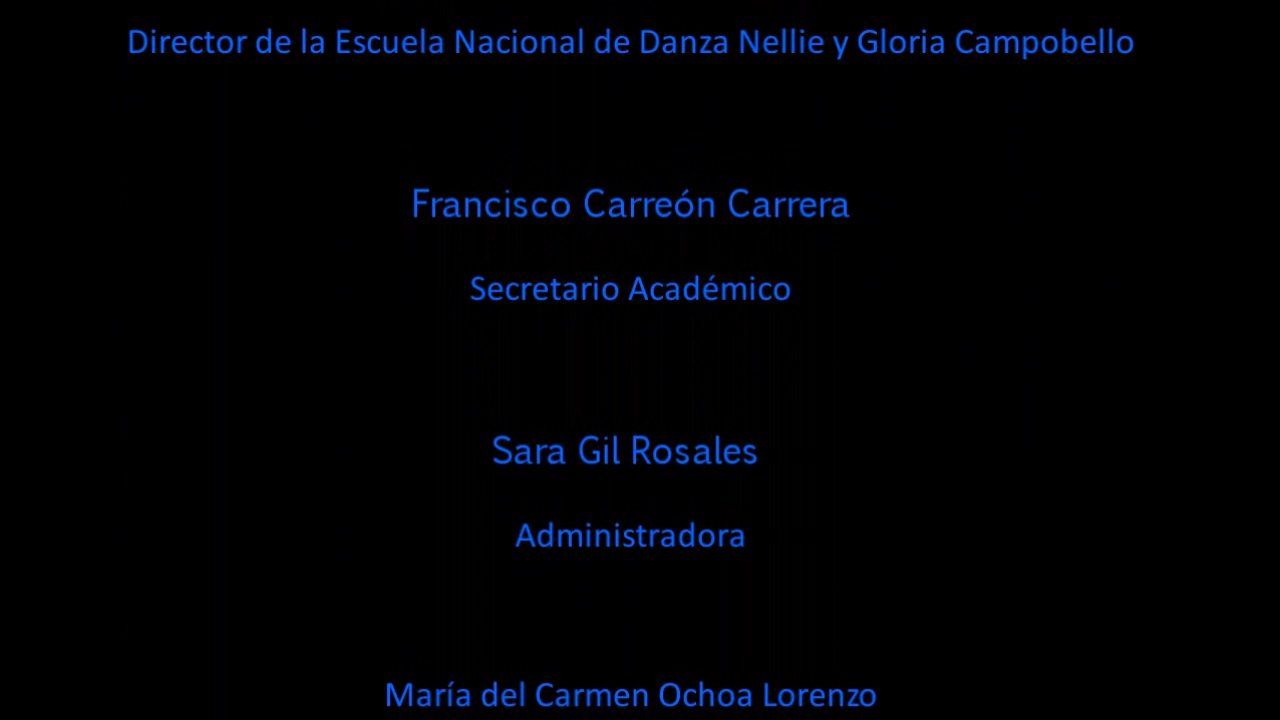 Director de la Escuela Nacional de Danza Nellie y Gloria Campobello
Francisco Carreón Carrera
Secretario Académico
Sara Gil Rosales
Administradora
María del Carmen Ochoa Lorenzo